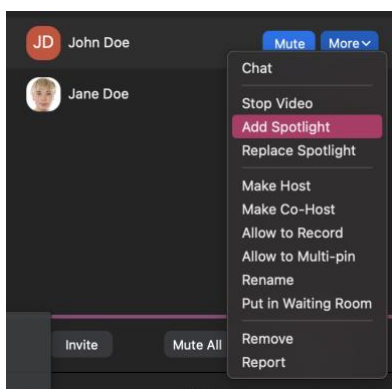 JD John Doe Mute More
Jane Doe
Chat
Stop Video
Add Spotlight
Replace Spotlight
Make Host
Make Co-Host
Allow to Record
Allow to Multi-pin
Rename
Put in Waiting Room
Remove
Report
Invite Mute All